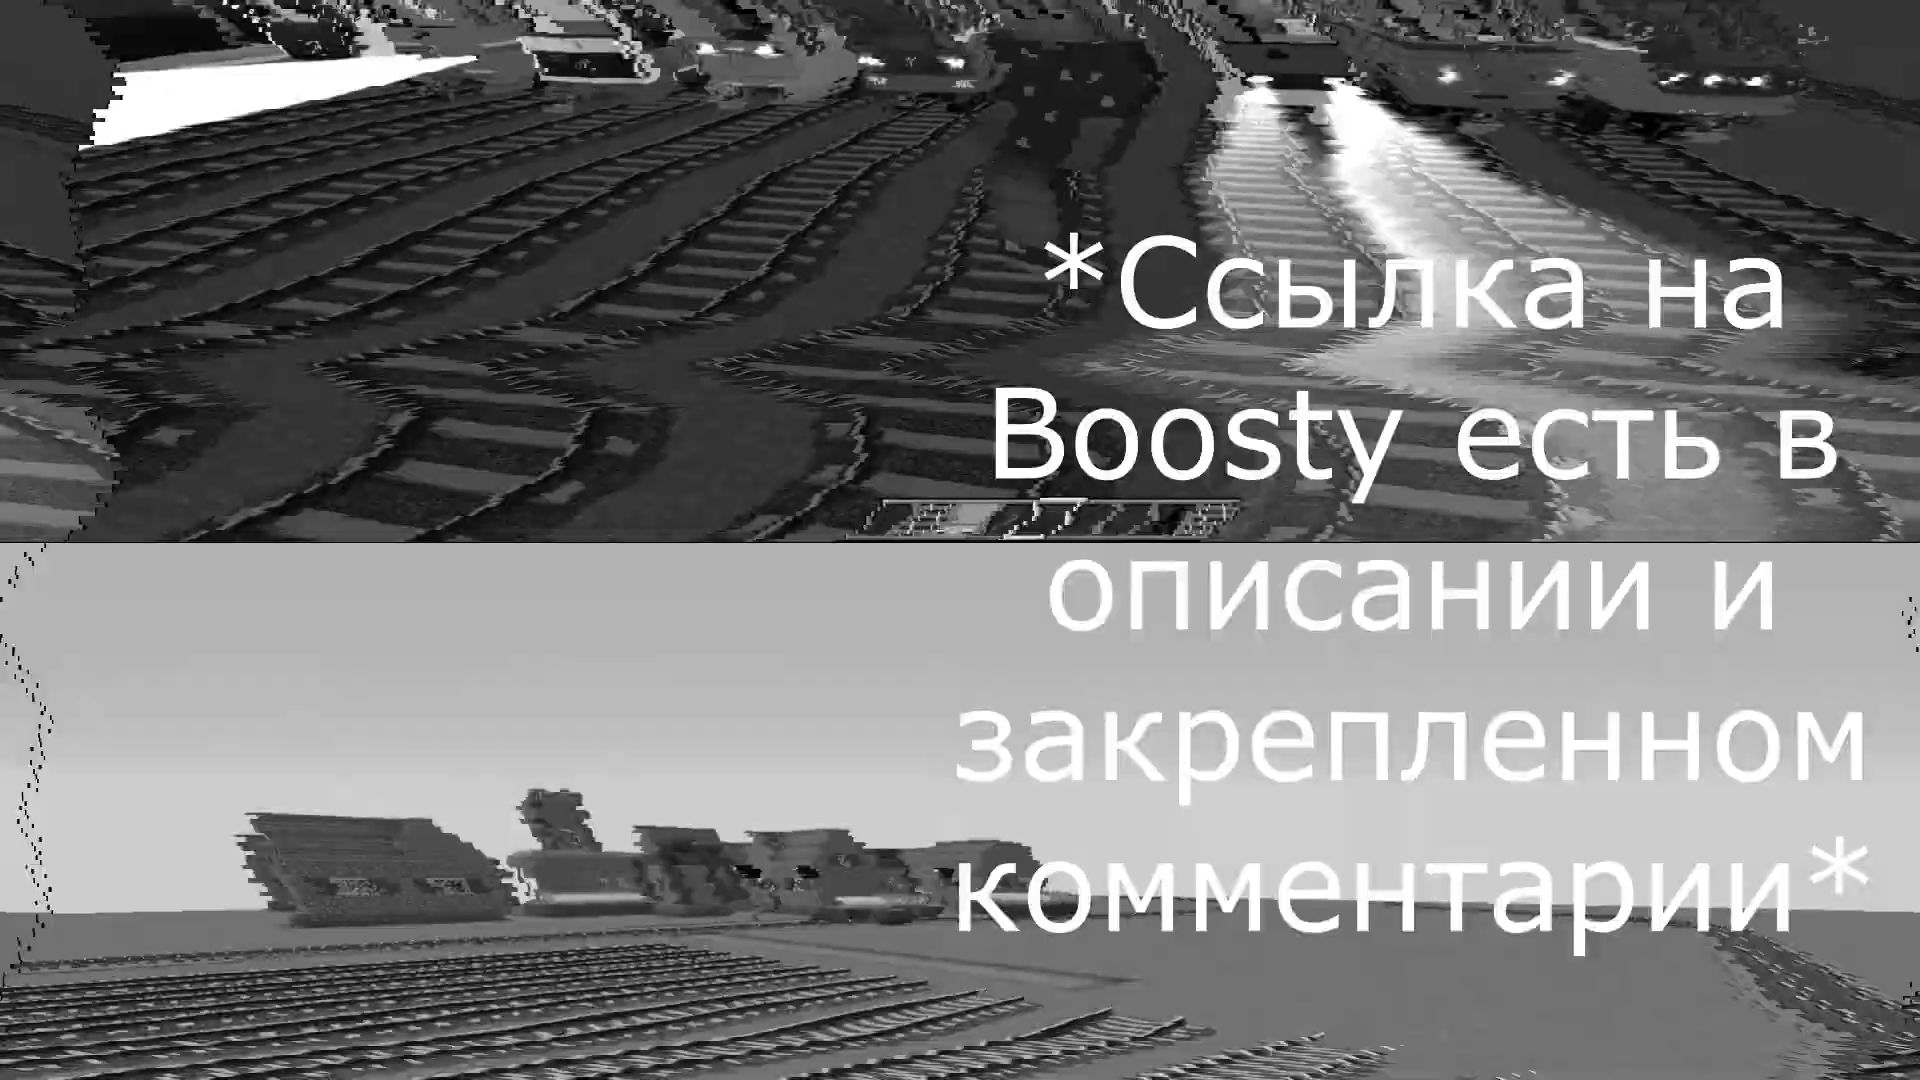 *Ссылка на
Boosty есть в
описании и
закрепленном
комментарии*